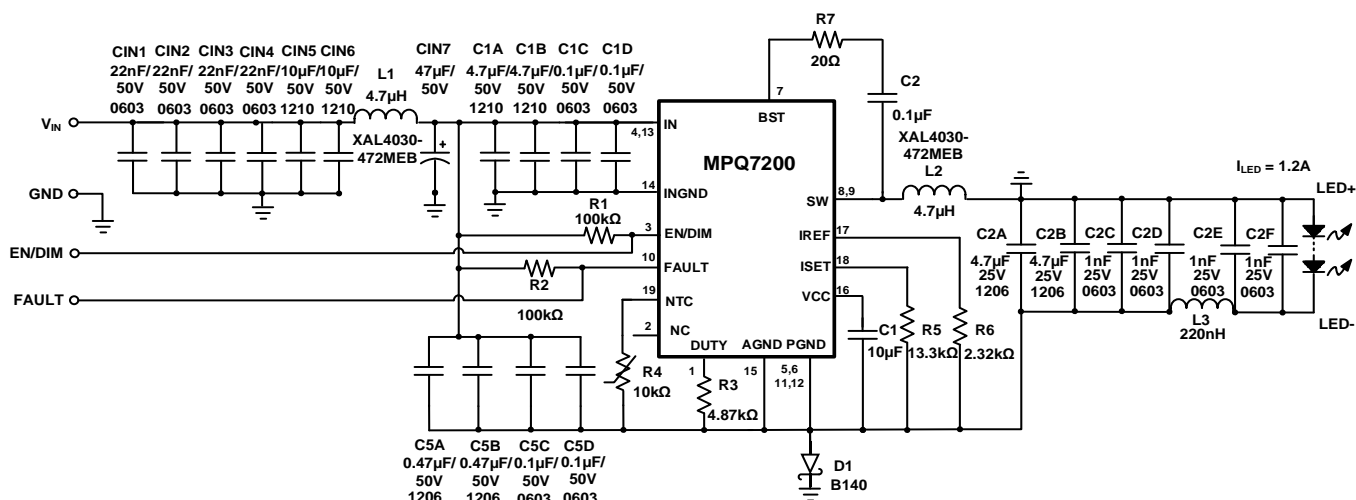 CIN1
22nF/
50V
0603
CIN2
22nF/
50V
0603
CIN3
22nF/
50V
0603
CIN4
22nF/
50V
0603
CIN5
10µF/
50V
1210
CIN6
10µF/
50V
1210
L1
4.7µH
XAL4030-
472MEB
CIN7
47µF/
50V
+
C1A
4.7µF/
50V
1210
C1B
4.7µF/
50V
1210
C1C
0.1µF/
50V
0603
C1D
0.1µF/
50V
0603
R7
20Ω
C2
0.1µF
VIN
GND
EN/DIM
FAULT
R1
100kΩ
R2
100kΩ
MPQ7200
7
BST
4,13
IN
14
INGND
3
EN/DIM
10
FAULT
19
NTC
2
NC
DUTY
1
AGND
15
PGND
5,6
11,12
SW
8,9
IREF
17
ISET
18
VCC
16
XAL4030-
472MEB
L2
4.7µH
ILED = 1.2A
LED+
LED-
C2A
4.7µF
25V
1206
C2B
4.7µF
25V
1206
C2C
1nF
25V
0603
C2D
1nF
25V
0603
C2E
1nF
25V
0603
C2F
1nF
25V
0603
L3
220nH
C1
10µF
R5
13.3kΩ
R6
2.32kΩ
R4
10kΩ
R3
4.87kΩ
C5A
0.47µF/
50V
1206
C5B
0.47µF/
50V
1206
C5C
0.1µF/
50V
0603
C5D
0.1µF/
50V
0603
D1
B140